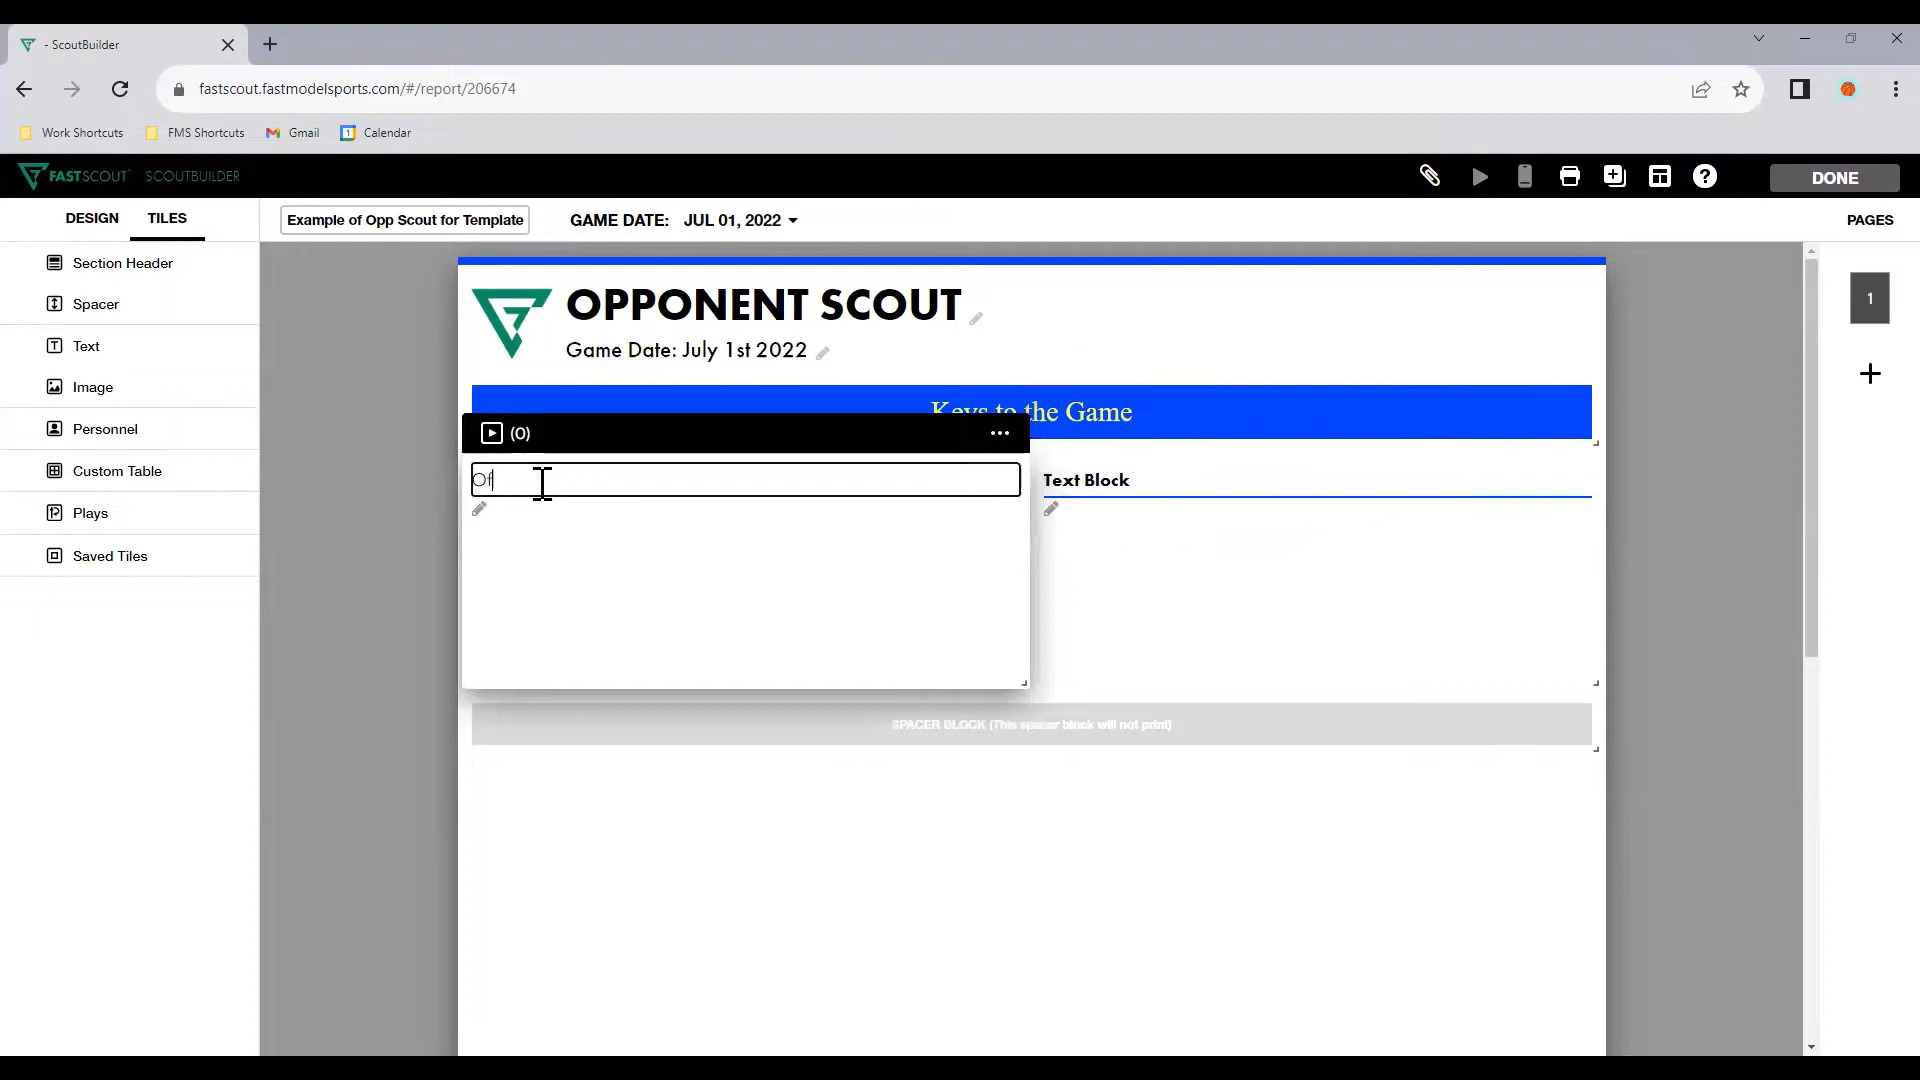 - ScoutBuilder
fastscout.fastmodelsports.com/#/report/206674
Work Shortcuts
FMS Shortcuts
Gmail
1
Calendar
FASTSCOUT
SCOUTBUILDER
?
DONE
DESIGN
TILES
Example of Opp Scout for Template
GAME DATE:
JUL 01, 2022
PAGES
Section Header
Spacer
Text
Image
Personnel
Custom Table
Plays
Saved Tiles
OPPONENT SCOUT
Game Date: July 1st 2022
Keys to the Game
(0)
Of
Text Block
SPACER BLOCK (This spacer block will not print)
1